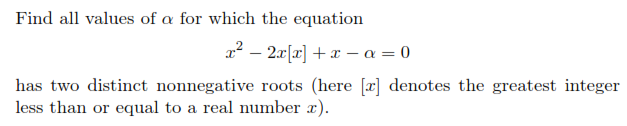 Find all values of α for which the equation
x² − 2x[x] + x − α = 0
has two distinct nonnegative roots (here [x] denotes the greatest integer
less than or equal to a real number x).